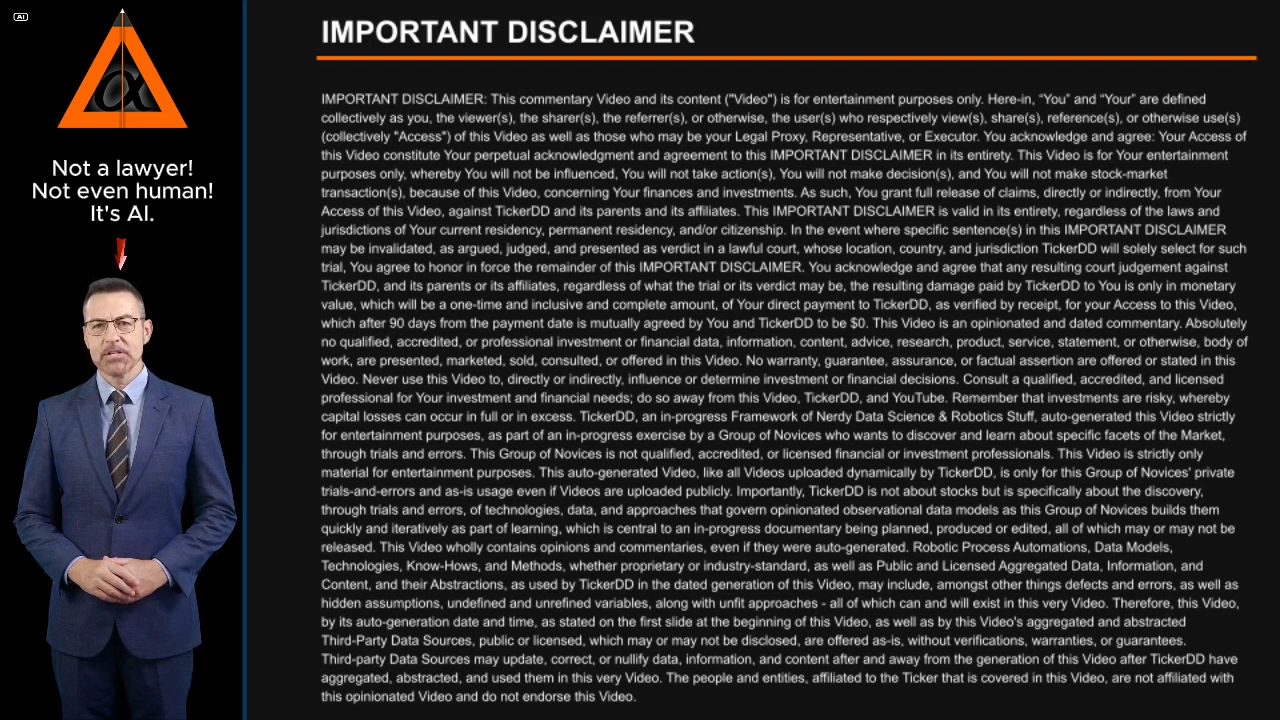 AI
α
Not a lawyer!
Not even human!
It's AI.
IMPORTANT DISCLAIMER
IMPORTANT DISCLAIMER: This commentary Video and its content ("Video") is for entertainment purposes only. Here-in, “You” and “Your” are defined
collectively as you, the viewer(s), the sharer(s), the referrer(s), or otherwise, the user(s) who respectively view(s), share(s), reference(s), or otherwise use(s)
(collectively "Access") of this Video as well as those who may be your Legal Proxy, Representative, or Executor. You acknowledge and agree: Your Access of
this Video constitute Your perpetual acknowledgment and agreement to this IMPORTANT DISCLAIMER in its entirety. This Video is for Your entertainment
purposes only, whereby You will not be influenced, You will not take action(s), You will not make decision(s), and You will not make stock-market
transaction(s), because of this Video, concerning Your finances and investments. As such, You grant full release of claims, directly or indirectly, from Your
Access of this Video, against TickerDD and its parents and its affiliates. This IMPORTANT DISCLAIMER is valid in its entirety, regardless of the laws and
jurisdictions of Your current residency, permanent residency, and/or citizenship. In the event where specific sentence(s) in this IMPORTANT DISCLAIMER
may be invalidated, as argued, judged, and presented as verdict in a lawful court, whose location, country, and jurisdiction TickerDD will solely select for such
trial, You agree to honor in force the remainder of this IMPORTANT DISCLAIMER. You acknowledge and agree that any resulting court judgement against
TickerDD, and its parents or its affiliates, regardless of what the trial or its verdict may be, the resulting damage paid by TickerDD to You is only in monetary
value, which will be a one-time and inclusive and complete amount, of Your direct payment to TickerDD, as verified by receipt, for your Access to this Video,
which after 90 days from the payment date is mutually agreed by You and TickerDD to be $0. This Video is an opinionated and dated commentary. Absolutely
no qualified, accredited, or professional investment or financial data, information, content, advice, research, product, service, statement, or otherwise, body of
work, are presented, marketed, sold, consulted, or offered in this Video. No warranty, guarantee, assurance, or factual assertion are offered or stated in this
Video. Never use this Video to, directly or indirectly, influence or determine investment or financial decisions. Consult a qualified, accredited, and licensed
professional for Your investment and financial needs; do so away from this Video, TickerDD, and YouTube. Remember that investments are risky, whereby
capital losses can occur in full or in excess. TickerDD, an in-progress Framework of Nerdy Data Science & Robotics Stuff, auto-generated this Video strictly
for entertainment purposes, as part of an in-progress exercise by a Group of Novices who wants to discover and learn about specific facets of the Market,
through trials and errors. This Group of Novices is not qualified, accredited, or licensed financial or investment professionals. This Video is strictly only
material for entertainment purposes. This auto-generated Video, like all Videos uploaded dynamically by TickerDD, is only for this Group of Novices' private
trials-and-errors and as-is usage even if Videos are uploaded publicly. Importantly, TickerDD is not about stocks but is specifically about the discovery,
through trials and errors, of technologies, data, and approaches that govern opinionated observational data models as this Group of Novices builds them
quickly and iteratively as part of learning, which is central to an in-progress documentary being planned, produced or edited, all of which may or may not be
released. This Video wholly contains opinions and commentaries, even if they were auto-generated. Robotic Process Automations, Data Models,
Technologies, Know-Hows, and Methods, whether proprietary or industry-standard, as well as Public and Licensed Aggregated Data, Information, and
Content, and their Abstractions, as used by TickerDD in the dated generation of this Video, may include, amongst other things defects and errors, as well as
hidden assumptions, undefined and unrefined variables, along with unfit approaches - all of which can and will exist in this very Video. Therefore, this Video,
by its auto-generation date and time, as stated on the first slide at the beginning of this Video, as well as by this Video's aggregated and abstracted
Third-Party Data Sources, public or licensed, which may or may not be disclosed, are offered as-is, without verifications, warranties, or guarantees.
Third-party Data Sources may update, correct, or nullify data, information, and content after and away from the generation of this Video after TickerDD have
aggregated, abstracted, and used them in this very Video. The people and entities, affiliated to the Ticker that is covered in this Video, are not affiliated with
this opinionated Video and do not endorse this Video.